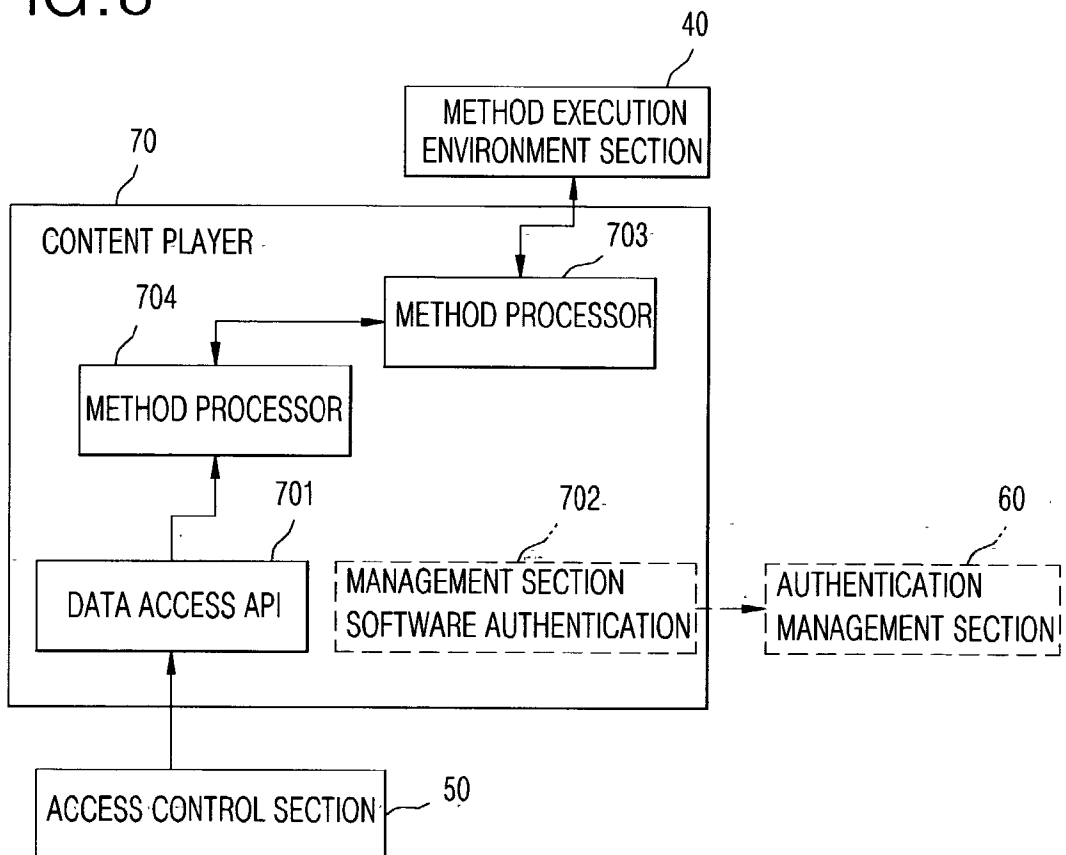 40
METHOD EXECUTION
ENVIRONMENT SECTION
70
CONTENT PLAYER
703
METHOD PROCESSOR
704
METHOD PROCESSOR
701
DATA ACCESS API
702
MANAGEMENT SECTION
SOFTWARE AUTHENTICATION
60
AUTHENTICATION
MANAGEMENT SECTION
ACCESS CONTROL SECTION
50